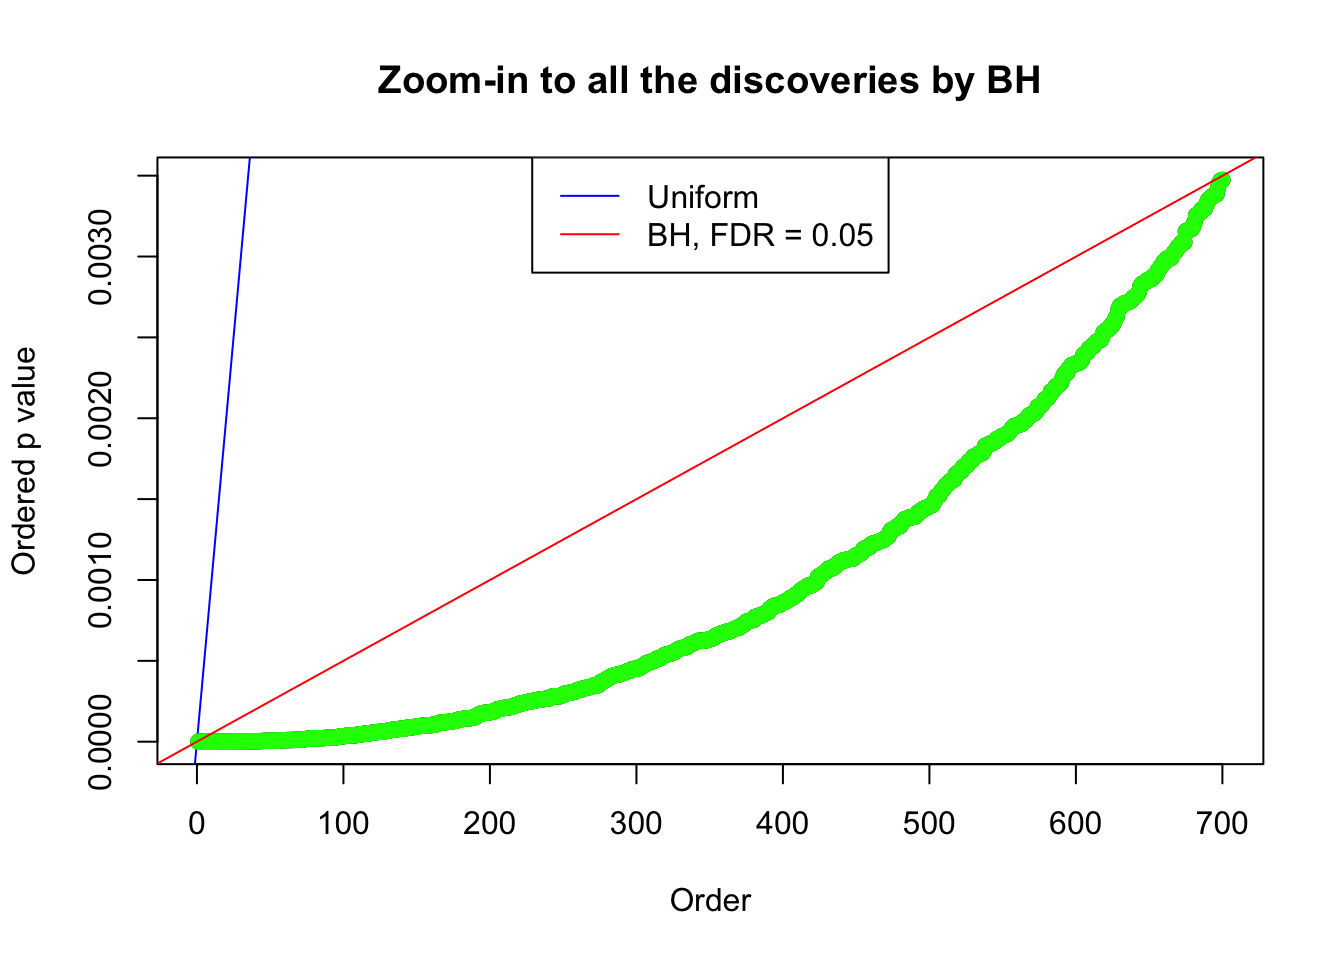 Zoom-in to all the discoveries by BH
Uniform
BH, FDR = 0.05
Ordered p value
0.0030
0.0020
0.0010
0.0000
0 100 200 300 400 500 600 700
Order